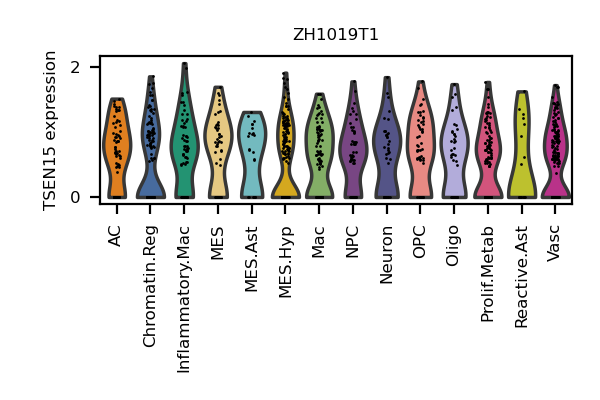 ZH1019T1
TSEN15 expression
2
0
AC
Chromatin.Reg
Inflammatory.Mac
MES
MES.Ast
MES.Hyp
Mac
NPC
Neuron
OPC
Oligo
Prolif.Metab
Reactive.Ast
Vasc